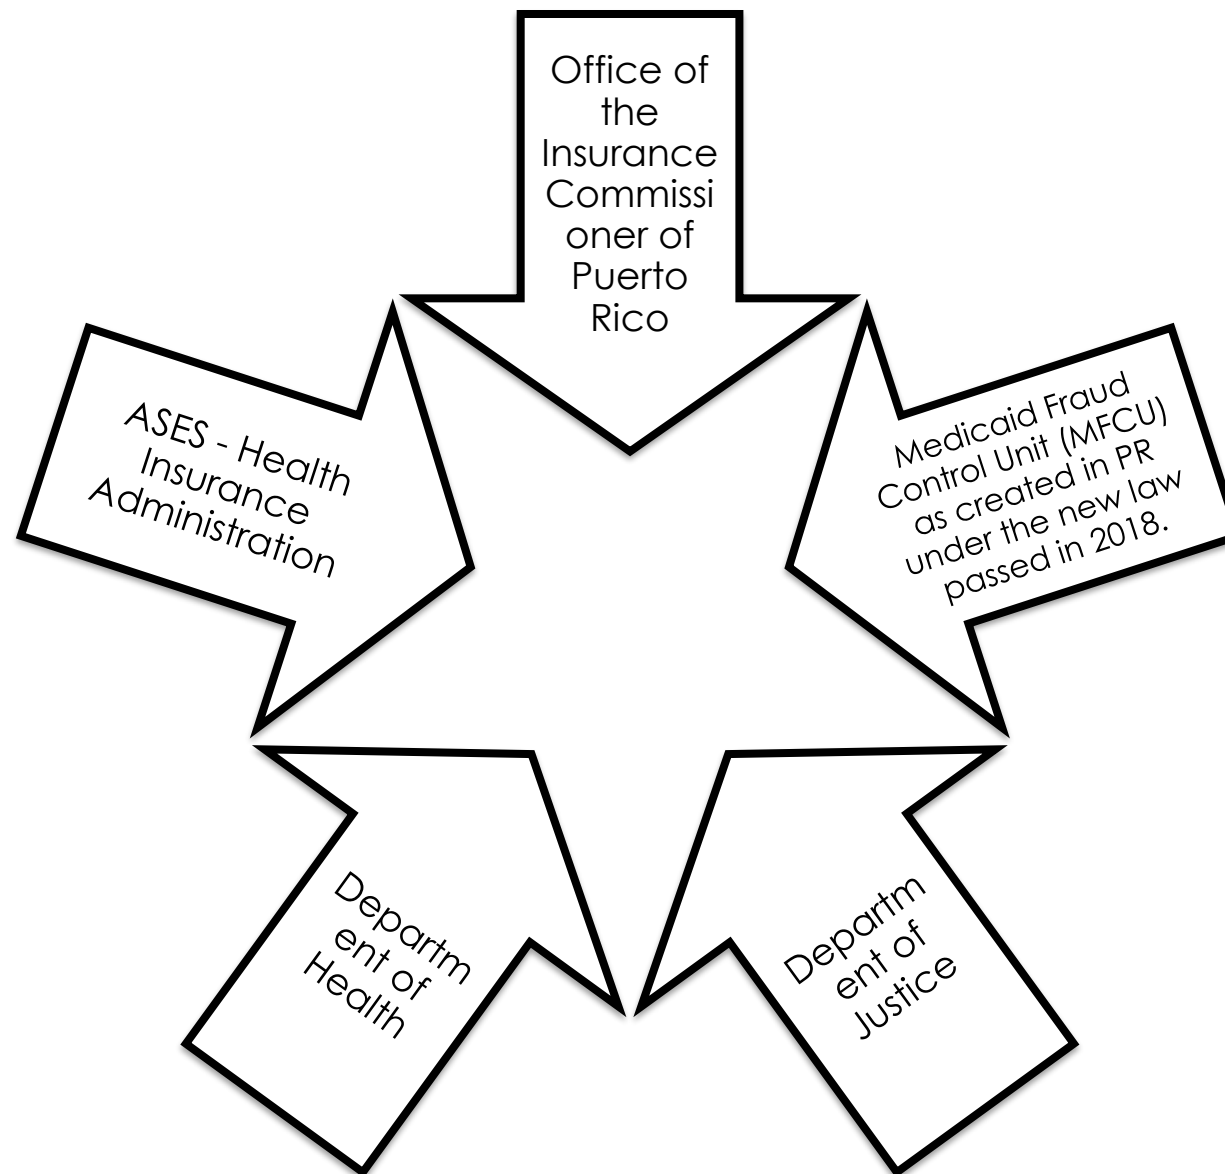 Office of
the
Insurance
Commissi
oner of
Puerto
Rico
Medicaid Fraud
Control Unit (MFCU)
as created in PR
under the new law
passed in 2018.
Departm
ent of
Justice
Departm
ent of
Health
ASES - Health
Insurance
Administration